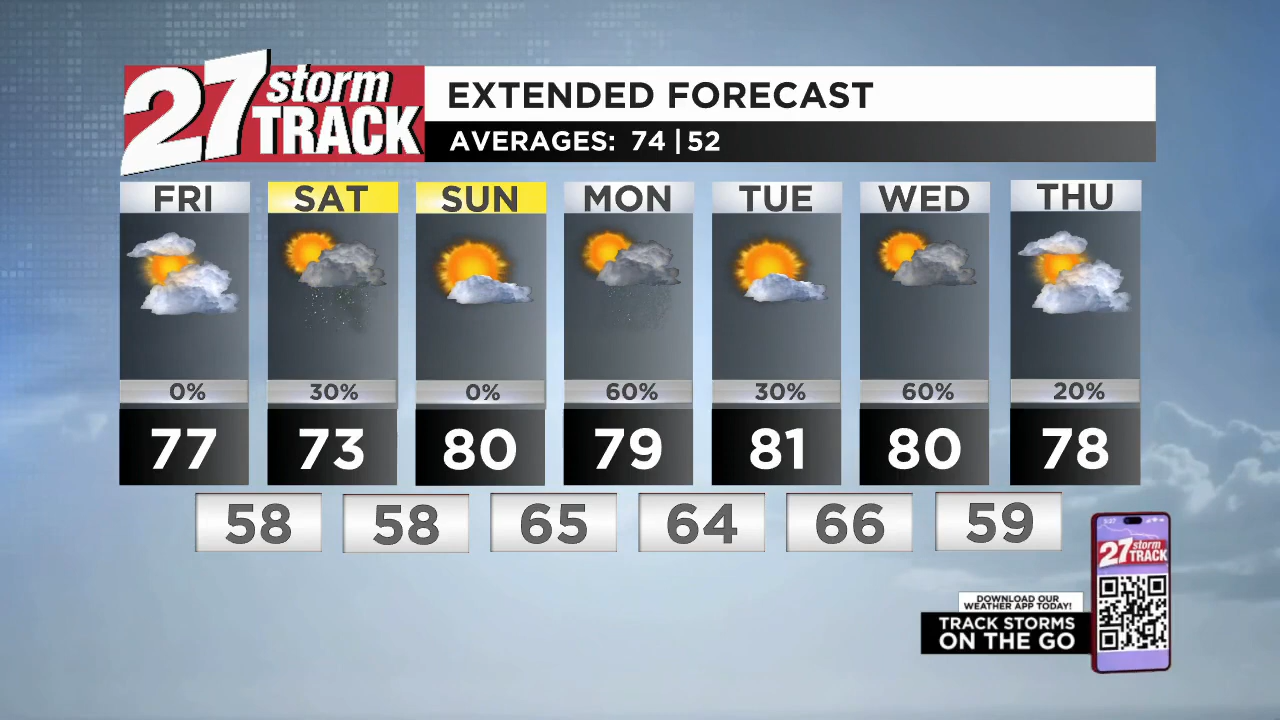 27 storm TRACK
EXTENDED FORECAST
AVERAGES: 74 | 52
FRI SAT SUN MON TUE WED THU
0% 30% 0% 60% 30% 60% 20%
77 73 80 79 81 80 78
58 58 65 64 66 59
5:27
27 storm TRACK
DOWNLOAD OUR
WEATHER APP TODAY!
TRACK STORMS
ON THE GO